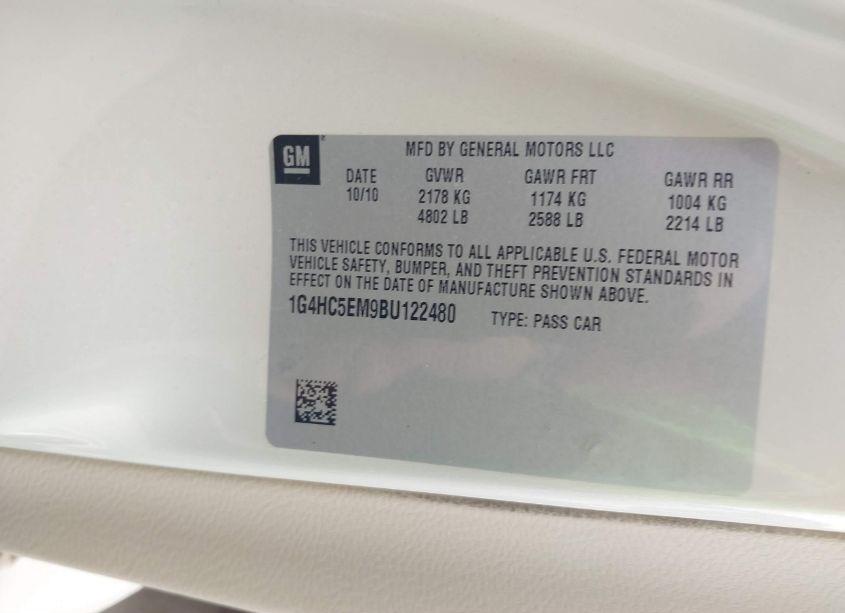 GM
MFD BY GENERAL MOTORS LLC
DATE GVWR GAWR FRT GAWR RR
10/10 2178 KG 1174 KG 1004 KG
4802 LB 2588 LB 2214 LB
THIS VEHICLE CONFORMS TO ALL APPLICABLE U.S. FEDERAL MOTOR
VEHICLE SAFETY, BUMPER, AND THEFT PREVENTION STANDARDS IN
EFFECT ON THE DATE OF MANUFACTURE SHOWN ABOVE.
1G4HC5EM9BU122480 TYPE: PASS CAR